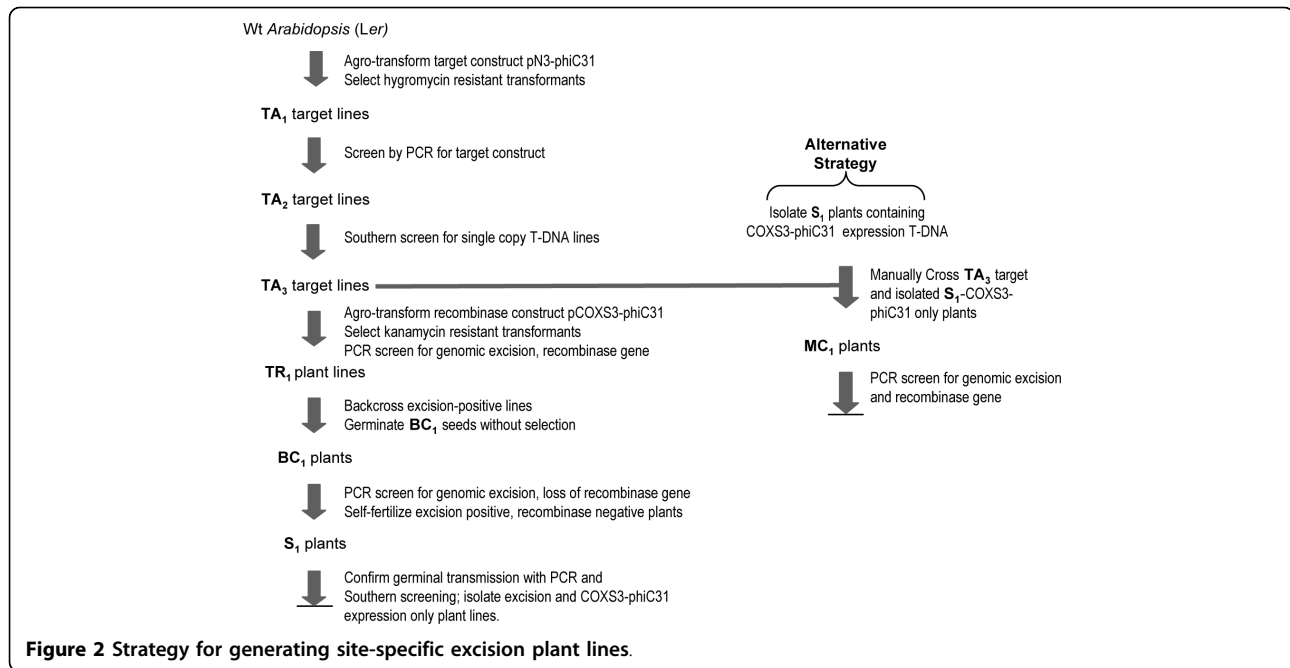 Wt Arabidopsis (Ler)
Agro-transform target construct pN3-phiC31
Select hygromycin resistant transformants
TA1 target lines
Screen by PCR for target construct
TA2 target lines
Southern screen for single copy T-DNA lines
TA3 target lines
Agro-transform recombinase construct pCOXS3-phiC31
Select kanamycin resistant transformants
PCR screen for genomic excision, recombinase gene
TR1 plant lines
Backcross excision-positive lines
Germinate BC1 seeds without selection
BC1 plants
PCR screen for genomic excision, loss of recombinase gene
Self-fertilize excision positive, recombinase negative plants
S1 plants
Confirm germinal transmission with PCR and
Southern screening; isolate excision and COXS3-phiC31
expression only plant lines.
Alternative
Strategy
Isolate S1 plants containing
COXS3-phiC31 expression T-DNA
Manually Cross TA3 target
and isolated S1-COXS3-
phiC31 only plants
MC1 plants
PCR screen for genomic excision
and recombinase gene
Figure 2 Strategy for generating site-specific excision plant lines.